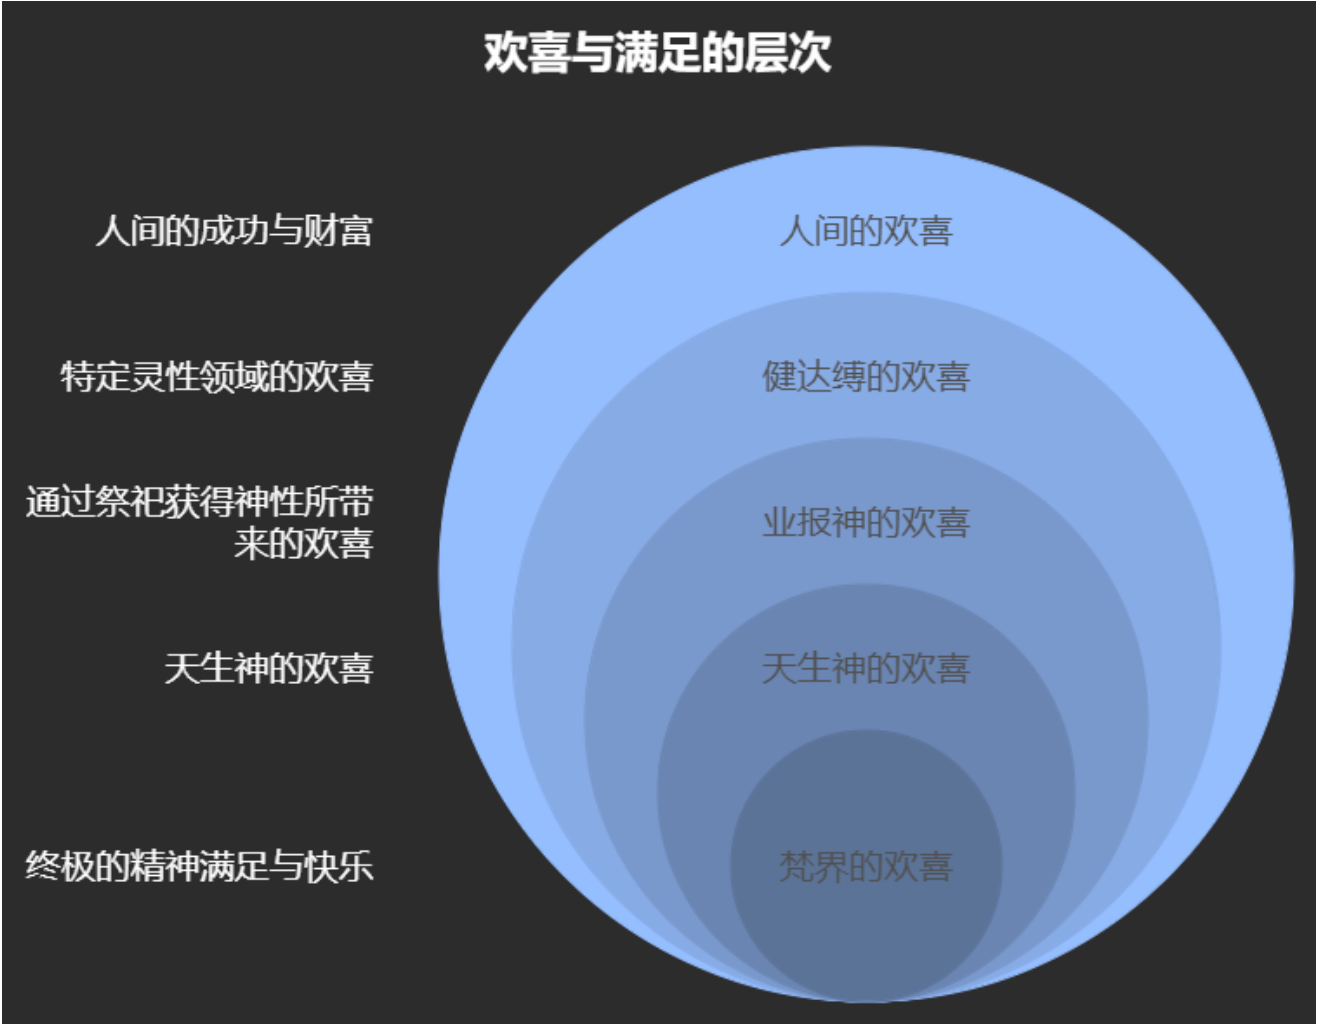 欢喜与满足的层次
人间的成功与财富
人间的欢喜
特定灵性领域的欢喜
健达缚的欢喜
通过祭祀获得神性所带
来的欢喜
业报神的欢喜
天生神的欢喜
天生神的欢喜
终极的精神满足与快乐
梵界的欢喜